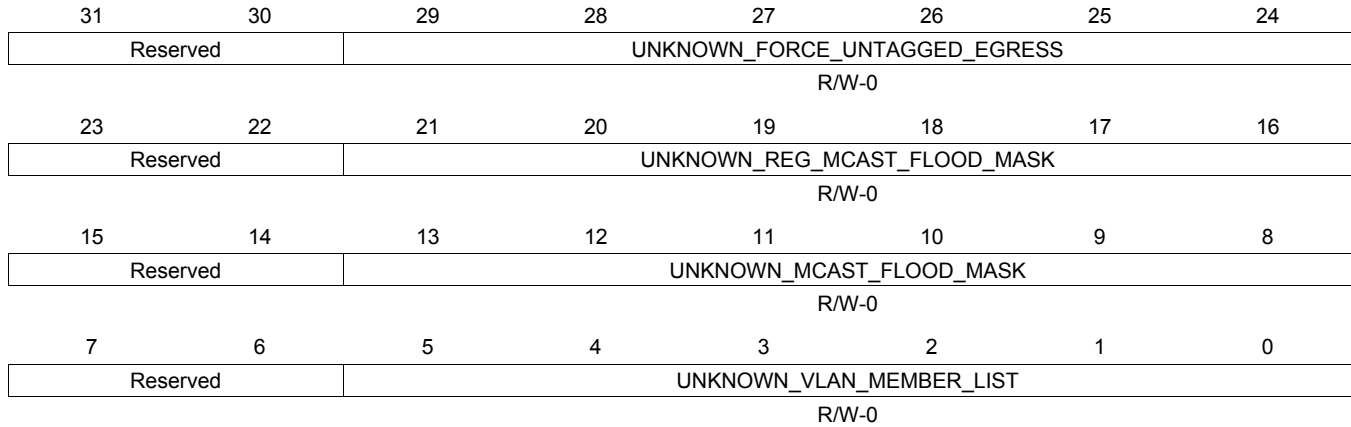 31 30 29 28 27 26 25 24
Reserved UNKNOWN_FORCE_UNTAGGED_EGRESS
R/W-0
23 22 21 20 19 18 17 16
Reserved UNKNOWN_REG_MCAST_FLOOD_MASK
R/W-0
15 14 13 12 11 10 9 8
Reserved UNKNOWN_MCAST_FLOOD_MASK
R/W-0
7 6 5 4 3 2 1 0
Reserved UNKNOWN_VLAN_MEMBER_LIST
R/W-0